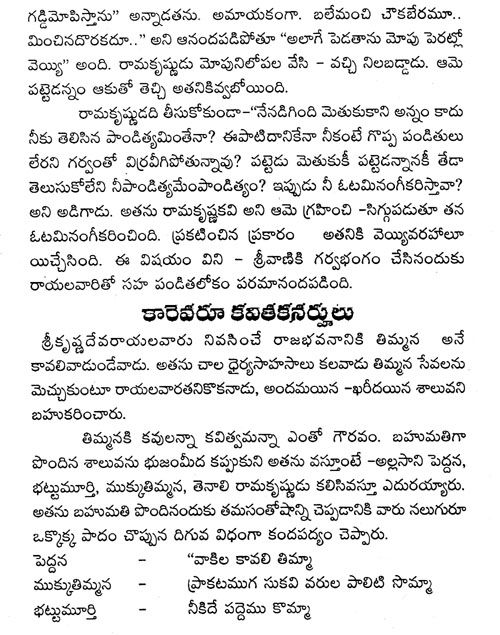 గడ్డిమోపిస్తాను” అన్నాడతను. అమాయకంగా. బలేమంచి చౌకబేరమూ..
మించినదొరకదూ..” అని ఆనందపడిపోతూ “అలాగే పెడతాను మోపు పెరట్లో
వెయ్యి” అంది. రామకృష్ణుడు మోపునిలోపల వేసి – వచ్చి నిలబడ్డాడు. ఆమె
పట్టెడన్నం ఆకుతో తెచ్చి అతనికివ్వబోయింది.
రామకృష్ణుడది తీసుకోకుండా–“నేనడిగింది మెతుకుకాని అన్నం కాదు
నీకు తెలిసిన పాండిత్యమింతేనా? ఈపాటిదానికేనా నీకంటే గొప్ప పండితులు
లేరని గర్వంతో విర్రవీగిపోతున్నావు? పట్టెడు మెతుకుకీ పట్టెడన్నానకీ తేడా
తెలుసుకోలేని నీపాండిత్యమేంపాండిత్యం? ఇప్పుడు నీ ఓటమినంగీకరిస్తావా?
అని అడిగాడు. అతను రామకృష్ణకవి అని ఆమె గ్రహించి –సిగ్గుపడుతూ తన
ఓటమినంగీకరించింది. ప్రకటించిన ప్రకారం అతనికి వెయ్యివరహాలూ
యిచ్చేసింది. ఈ విషయం విని – శ్రీవాణికి గర్వభంగం చేసినందుకు
రాయలవారితో సహ పండితలోకం పరమానందపడింది.
కారెవరూ కవితకనర్హులు
శ్రీకృష్ణదేవరాయలవారు నివసించే రాజభవనానికి తిమ్మన అనే
కావలివాడుండేవాడు. అతను చాల ధైర్యసాహసాలు కలవాడు తిమ్మన సేవలను
మెచ్చుకుంటూ రాయలవారతనికొకనాడు, అందమయిన –ఖరీదయిన శాలువని
బహుకరించారు.
తిమ్మనకి కవులన్నా కవిత్వమన్నా ఎంతో గౌరవం. బహుమతిగా
పొందిన శాలువను భుజంమీద కప్పుకుని అతను వస్తూంటే –అల్లసాని పెద్దన,
భట్టుమూర్తి, ముక్కుతిమ్మన, తెనాలి రామకృష్ణుడు కలిసివస్తూ ఎదురయ్యారు.
అతను బహుమతి పొందినందుకు తమసంతోషాన్ని చెప్పడానికి వారు నలుగురూ
ఒక్కొక్క పాదం చొప్పున దిగువ విధంగా కందపద్యం చెప్పారు.
పెద్దన – “వాకిల కావలి తిమ్మా
ముక్కుతిమ్మన – ప్రాకటముగ సుకవి వరుల పాలిటి సొమ్మా
భట్టుమూర్తి – నీకిదే పద్దెము కొమ్మా